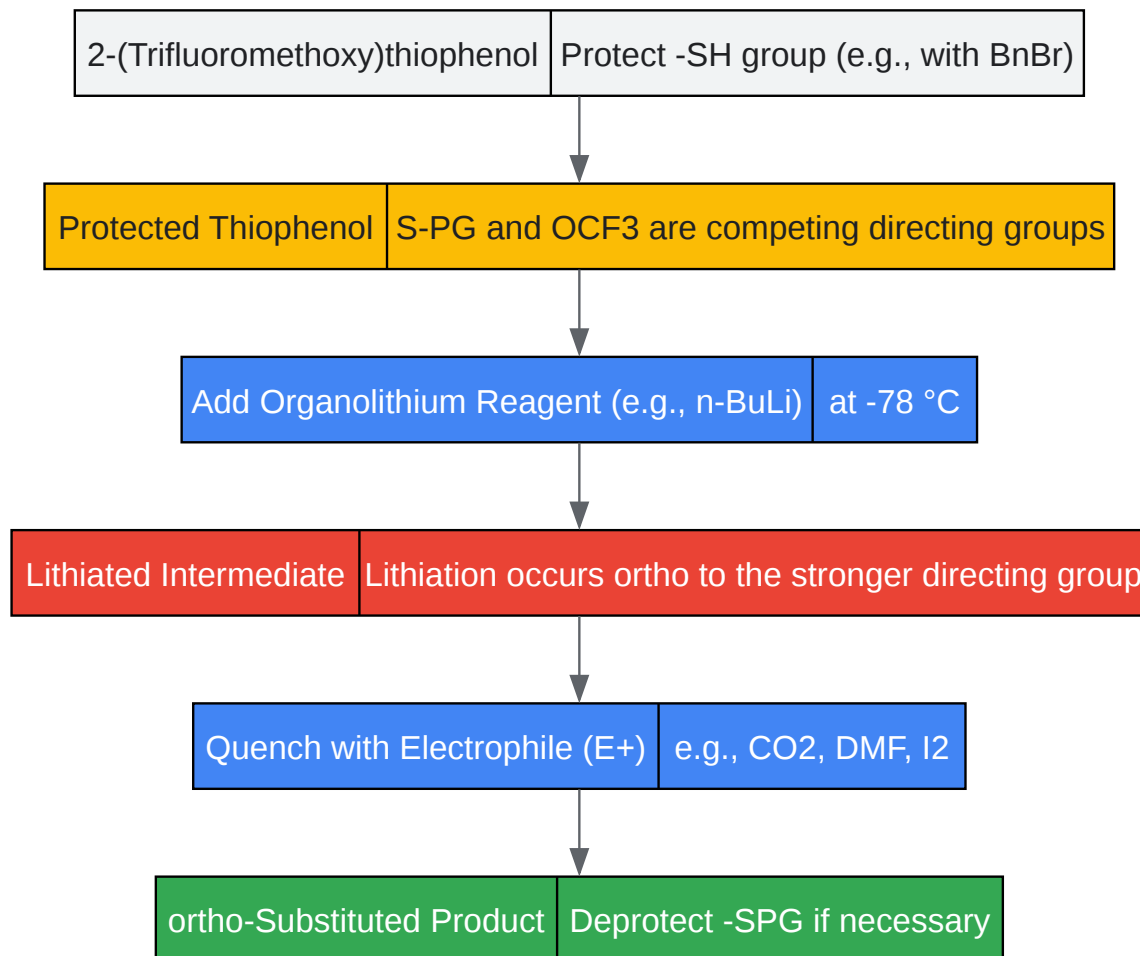 2-(Trifluoromethoxy)thiophenol Protect -SH group (e.g., with BnBr)
Protected Thiophenol S-PG and OCF3 are competing directing groups
Add Organolithium Reagent (e.g., n-BuLi) at -78 °C
Lithiated Intermediate Lithiation occurs ortho to the stronger directing group
Quench with Electrophile (E+) e.g., CO2, DMF, I2
ortho-Substituted Product Deprotect -SPG if necessary